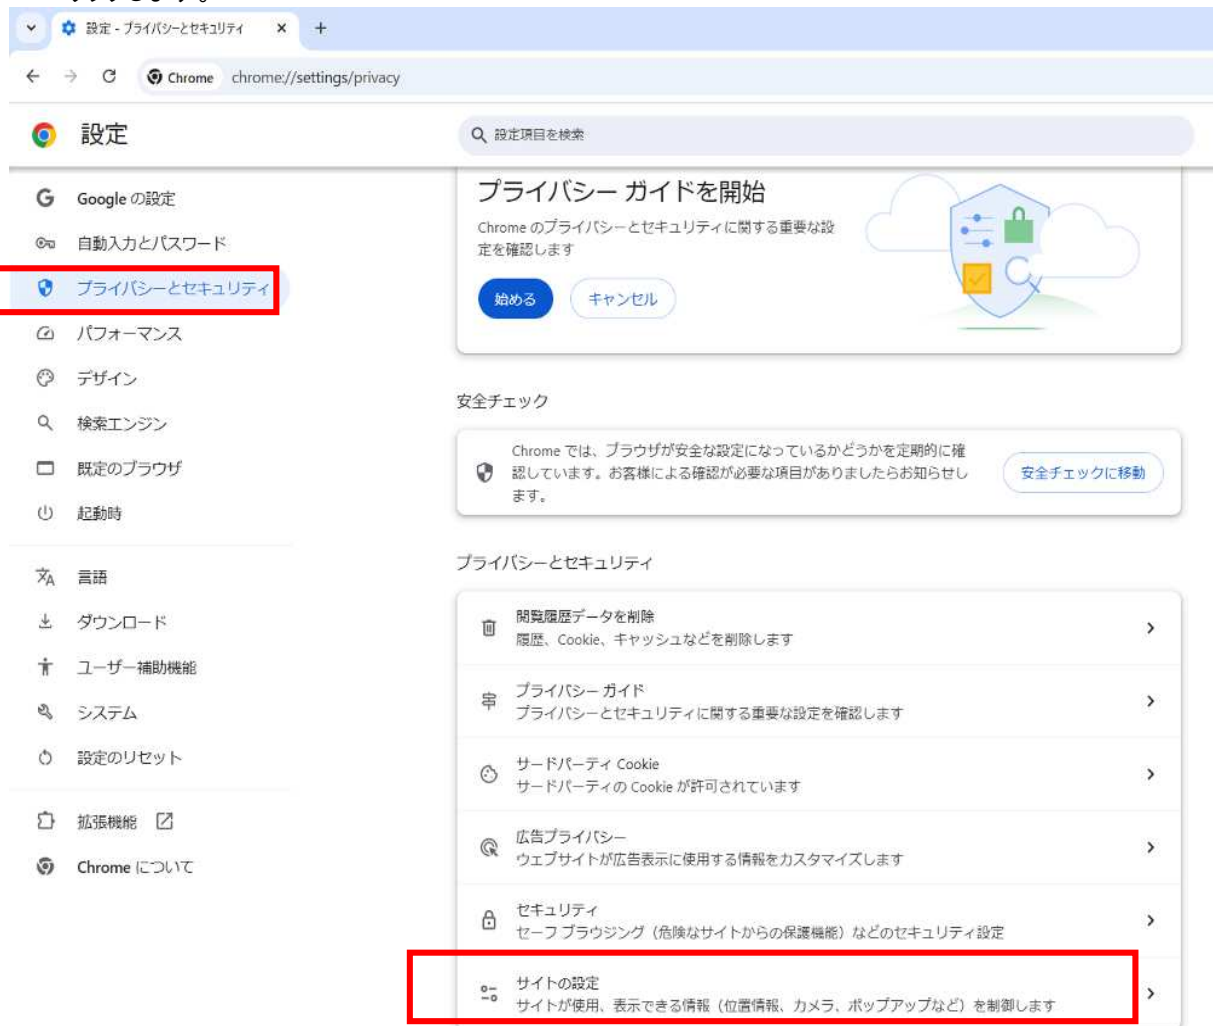 設定 - プライバシーとセキュリティ
Chrome chrome://settings/privacy
設定
設定項目を検索
Google の設定
自動入力とパスワード
プライバシーとセキュリティ
パフォーマンス
デザイン
検索エンジン
既定のブラウザ
起動時
言語
ダウンロード
ユーザー補助機能
システム
設定のリセット
拡張機能
Chrome について
プライバシー ガイドを開始
Chrome のプライバシーとセキュリティに関する重要な設
定を確認します
始める キャンセル
安全チェック
Chrome では、ブラウザが安全な設定になっているかどうかを定期的に確
認しています。お客様による確認が必要な項目がありましたらお知らせし
ます。
安全チェックに移動
プライバシーとセキュリティ
閲覧履歴データを削除
履歴、Cookie、キャッシュなどを削除します
プライバシー ガイド
プライバシーとセキュリティに関する重要な設定を確認します
サードパーティ Cookie
サードパーティの Cookie が許可されています
広告プライバシー
ウェブサイトが広告表示に使用する情報をカスタマイズします
セキュリティ
セーフ ブラウジング（危険なサイトからの保護機能）などのセキュリティ設定
サイトの設定
サイトが使用、表示できる情報（位置情報、カメラ、ポップアップなど）を制御します